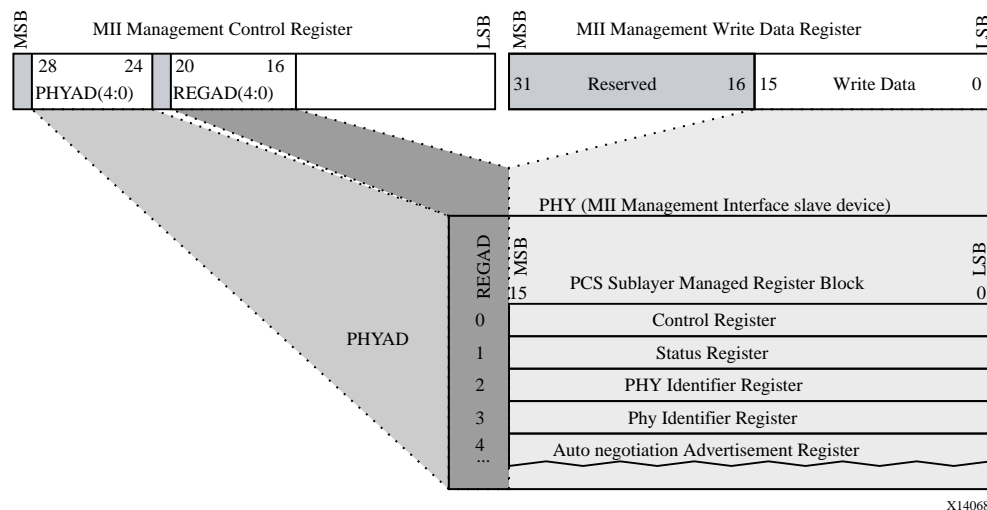 MSB
MII Management Control Register
LSB
MSB
MII Management Write Data Register
LSB
28 24 20 16
PHYAD(4:0) REGAD(4:0)
31 Reserved 16 15 Write Data 0
PHY (MII Management Interface slave device)
REGAD
MSB
LSB
15 PCS Sublayer Managed Register Block 0
PHYAD
0 Control Register
1 Status Register
2 PHY Identifier Register
3 Phy Identifier Register
4 Auto negotiation Advertisement Register
...
X14068